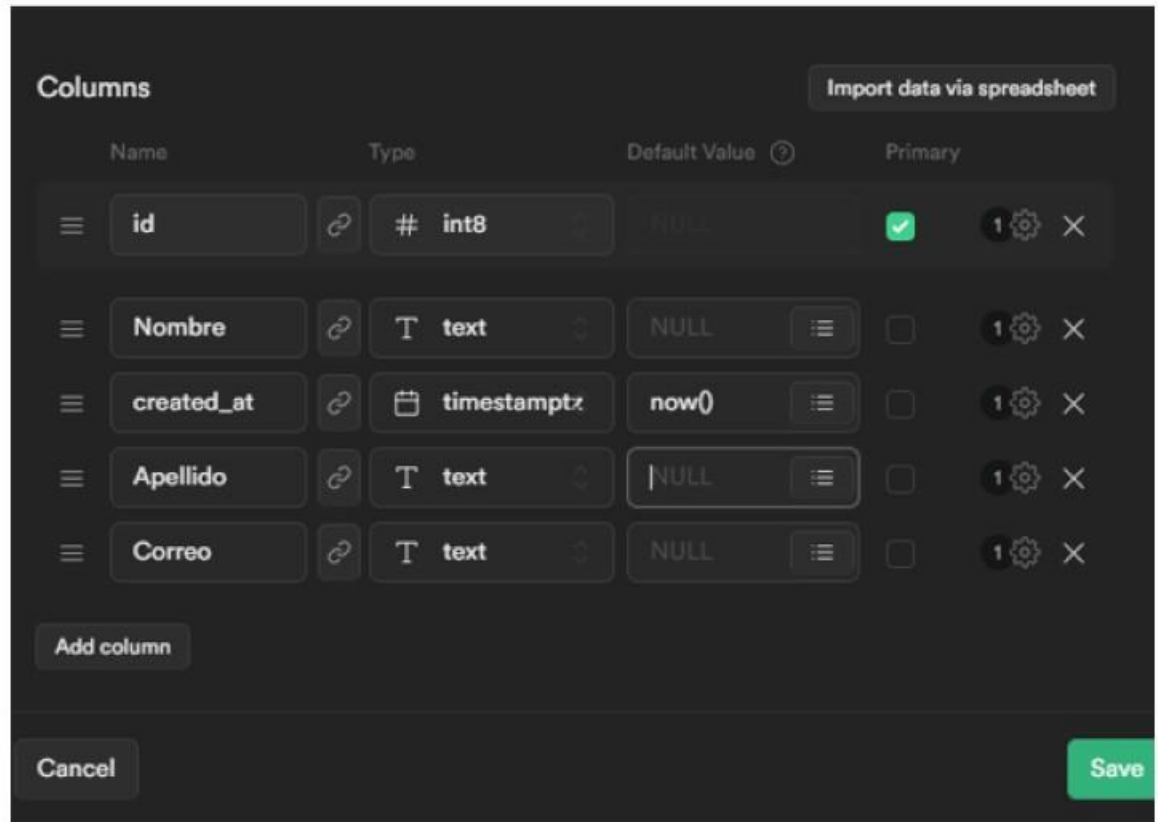 Columns Import data via spreadsheet
Name Type Default Value ? Primary
id # int8 NULL 1
Nombre T text NULL 1
created_at timestamptz now() 1
Apellido T text NULL 1
Correo T text NULL 1
Add column
Cancel Save